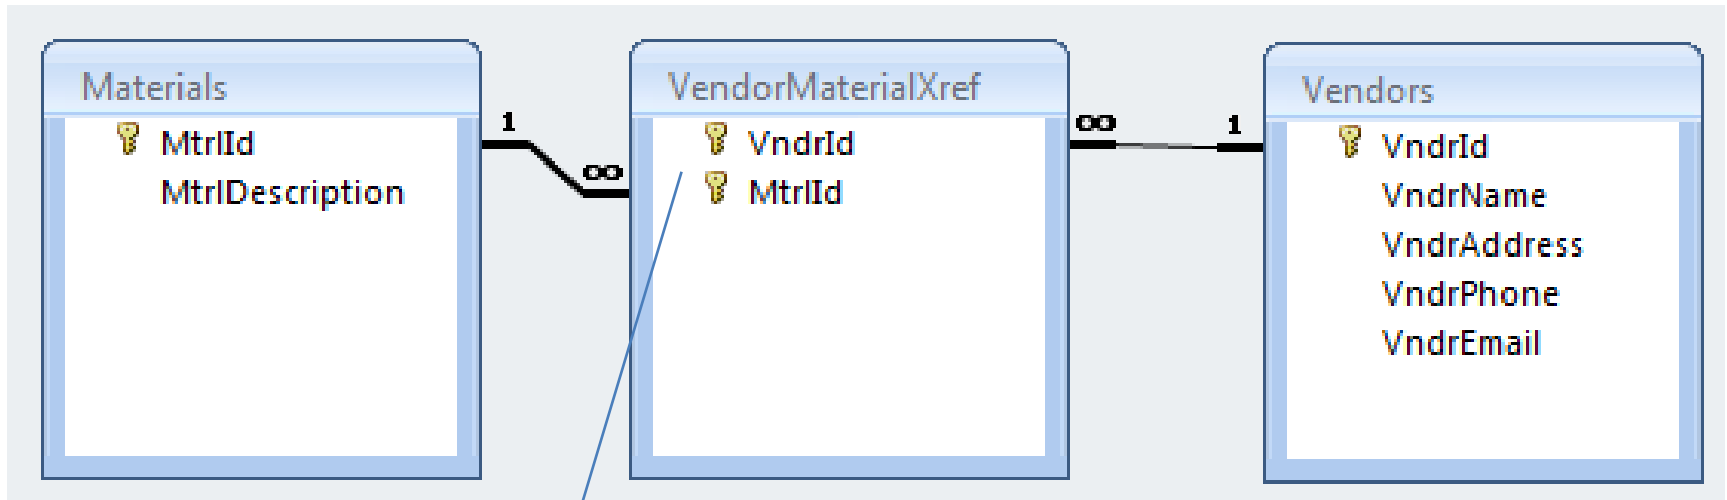 Materials
MtrlId
MtrlDescription
1
∞
VendorMaterialXref
VndrId
MtrlId
∞
1
Vendors
VndrId
VndrName
VndrAddress
VndrPhone
VndrEmail